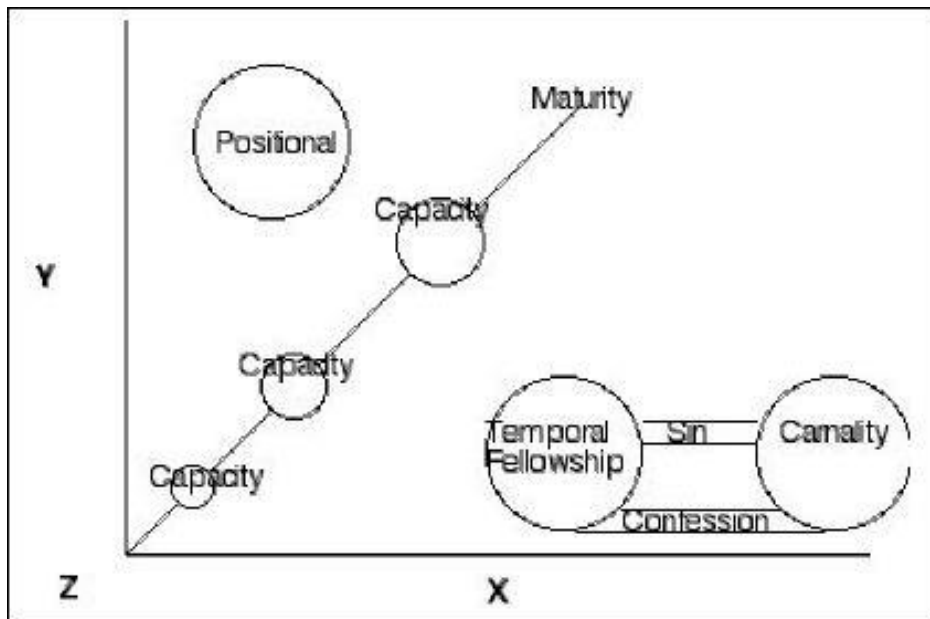 Maturity
Positional
Capacity
Y
Capacity
Temporal
Fellowship
Sin
Carnality
Capacity
Confession
Z
X